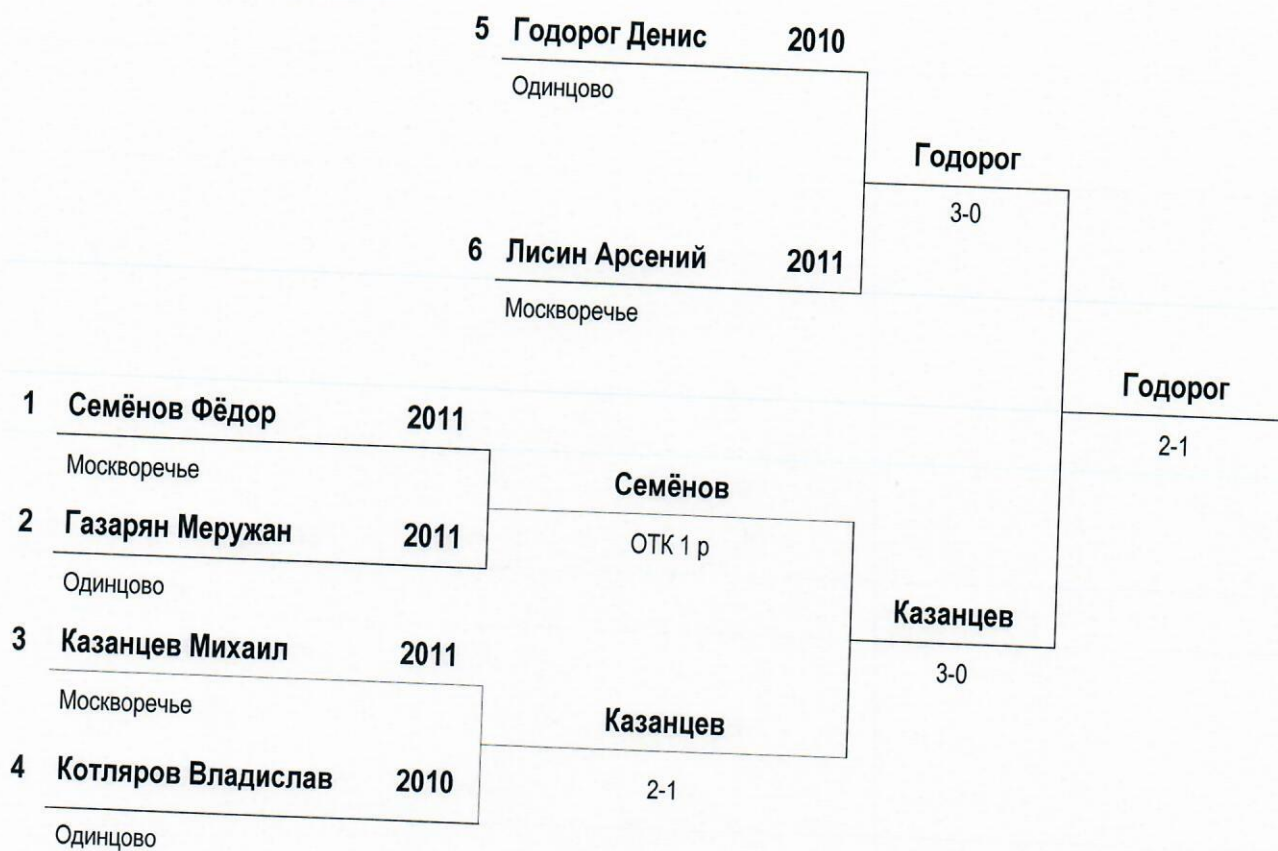 5 Годорог Денис 2010
Одинцово
Годорог
3-0
6 Лисин Арсений 2011
Москворечье
Годорог
2-1
1 Семёнов Фёдор 2011
Москворечье
Семёнов
ОТК 1 р
2 Газарян Меружан 2011
Одинцово
Казанцев
3-0
3 Казанцев Михаил 2011
Москворечье
Казанцев
2-1
4 Котляров Владислав 2010
Одинцово